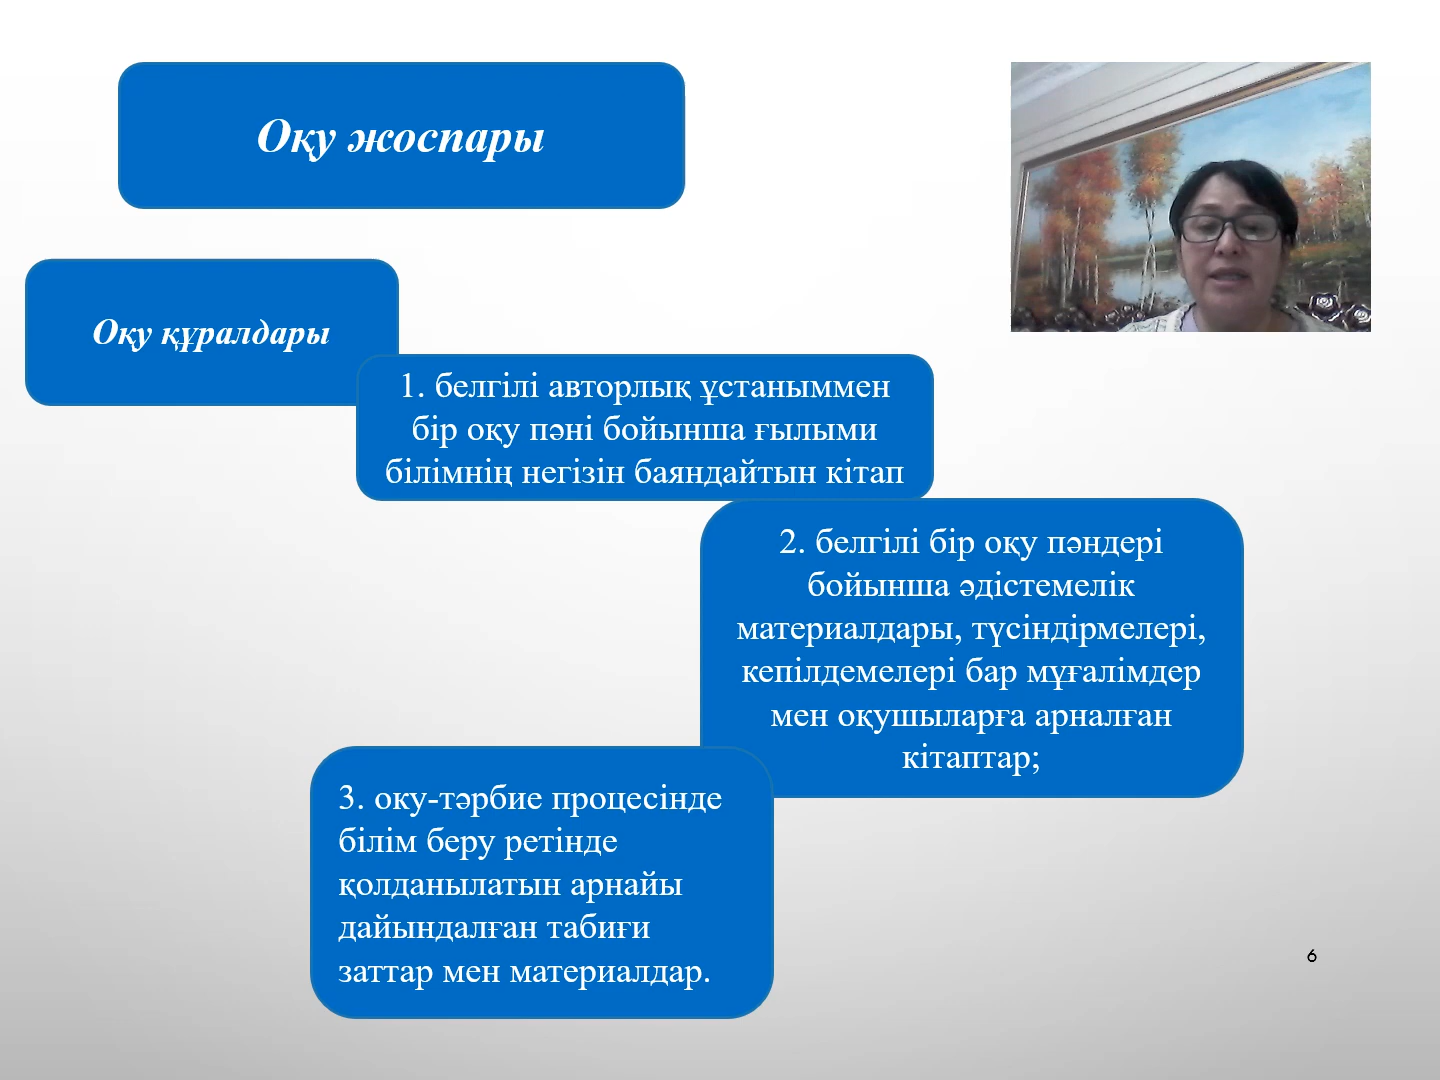 Оқу жоспары
Оқу құралдары
1. белгілі авторлық ұстаныммен
бір оқу пәні бойынша ғылыми
білімнің негізін баяндайтын кітап
2. белгілі бір оқу пәндері
бойынша әдістемелік
материалдары, түсіндірмелері,
кепілдемелері бар мұғалімдер
мен оқушыларға арналған
кітаптар;
3. оку-тәрбие процесінде
білім беру ретінде
қолданылатын арнайы
дайындалған табиғи
заттар мен материалдар.
6